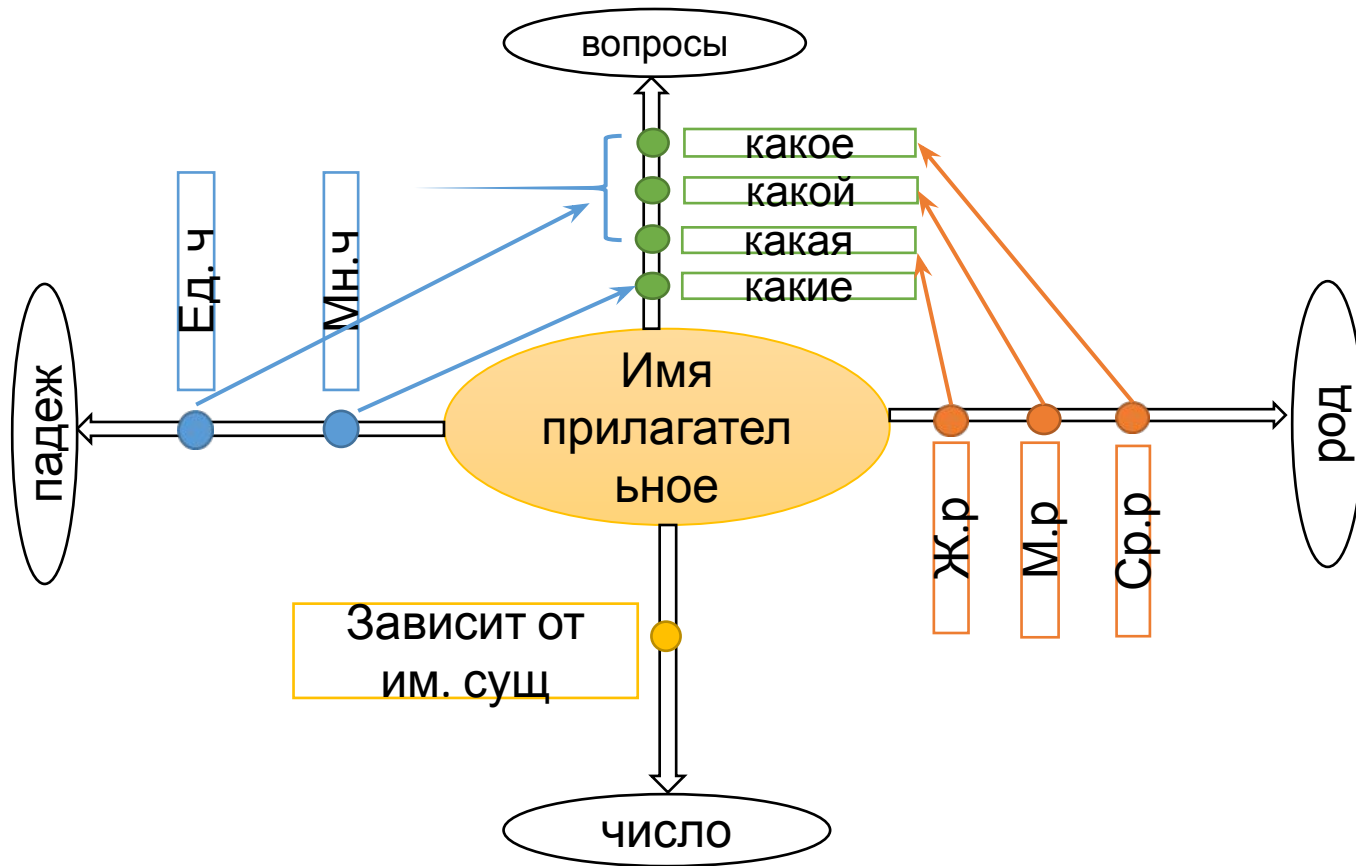 вопросы
какое
какой
какая
какие
Ед. ч
Мн.ч
падеж
Имя
прилагател
ьное
род
Ж.р
М.р
Ср.р
Зависит от
им. сущ
число